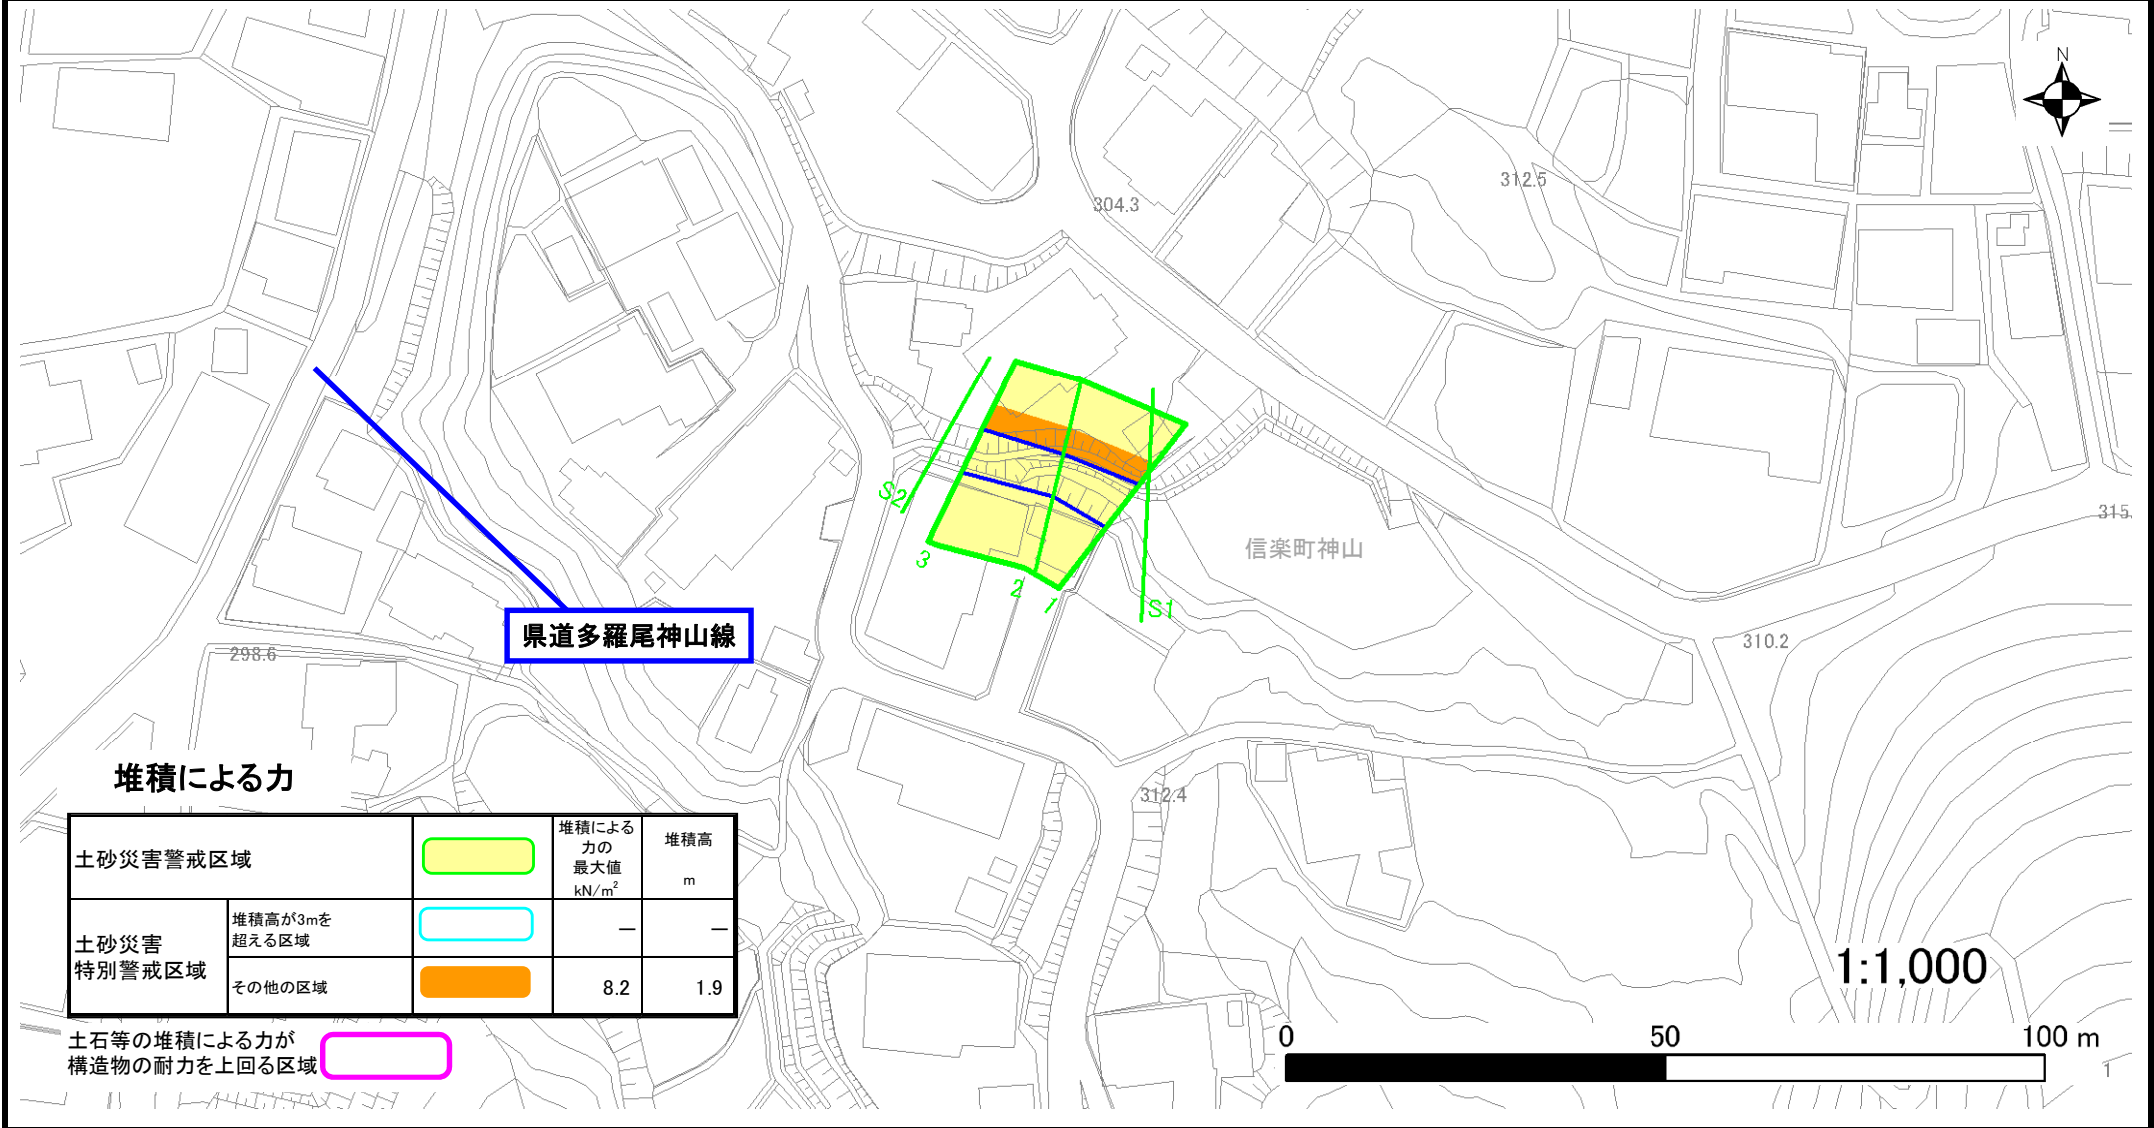 N
312.5
304.3
S2
3
2
1
S1
信楽町神山
315.
310.2
県道多羅尾神山線
298.6
312.4
堆積による力
土砂災害警戒区域
堆積による
力の
最大値
kN/m²
堆積高
m
土砂災害
特別警戒区域
堆積高が3mを
超える区域
—
—
その他の区域
8.2
1.9
土石等の堆積による力が
構造物の耐力を上回る区域
1:1,000
0
50
100 m
1